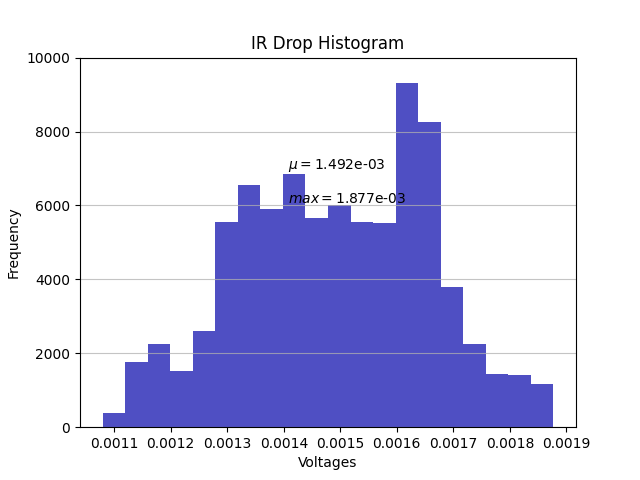 IR Drop Histogram
10000
8000
6000
4000
2000
0
Frequency
μ = 1.492e-03
max = 1.877e-03
0.0011 0.0012 0.0013 0.0014 0.0015 0.0016 0.0017 0.0018 0.0019
Voltages